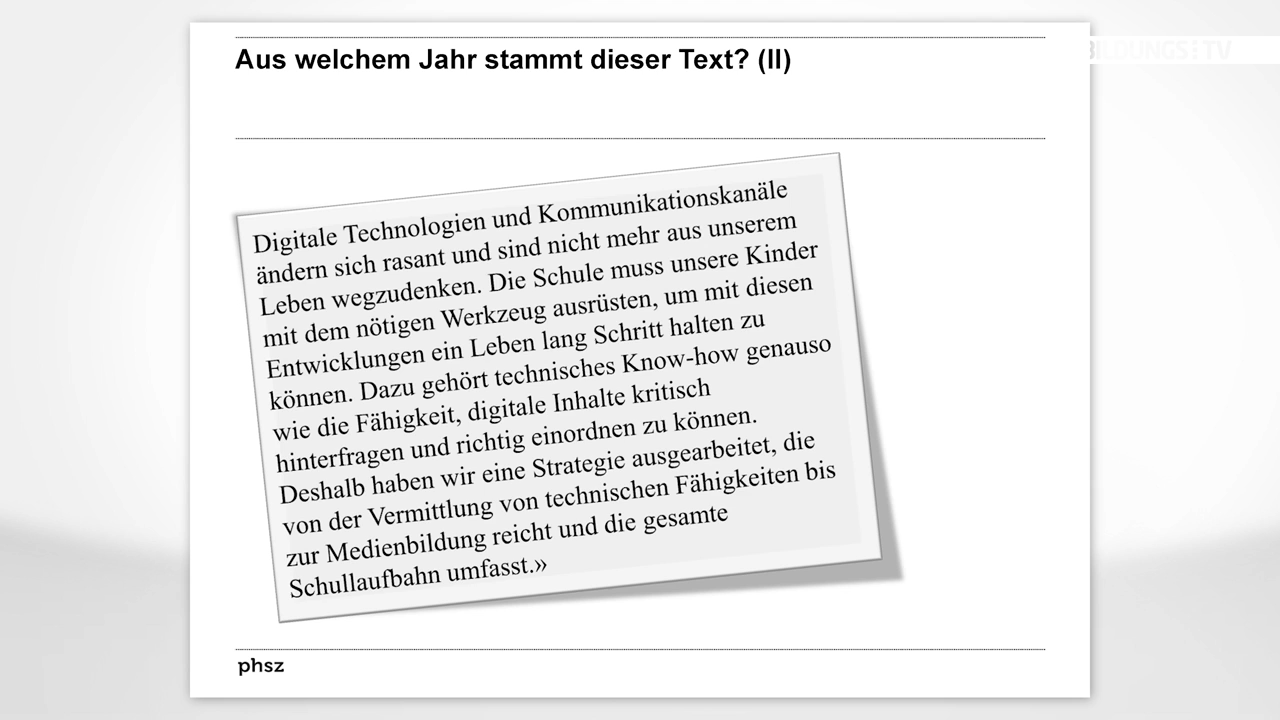 Aus welchem Jahr stammt dieser Text? (II)
BILDUNGS TV
Digitale Technologien und Kommunikationskanäle
ändern sich rasant und sind nicht mehr aus unserem
Leben wegzudenken. Die Schule muss unsere Kinder
mit dem nötigen Werkzeug ausrüsten, um mit diesen
Entwicklungen ein Leben lang Schritt halten zu
können. Dazu gehört technisches Know-how genauso
wie die Fähigkeit, digitale Inhalte kritisch
hinterfragen und richtig einordnen zu können.
Deshalb haben wir eine Strategie ausgearbeitet, die
von der Vermittlung von technischen Fähigkeiten bis
zur Medienbildung reicht und die gesamte
Schullaufbahn umfasst.»
phsz